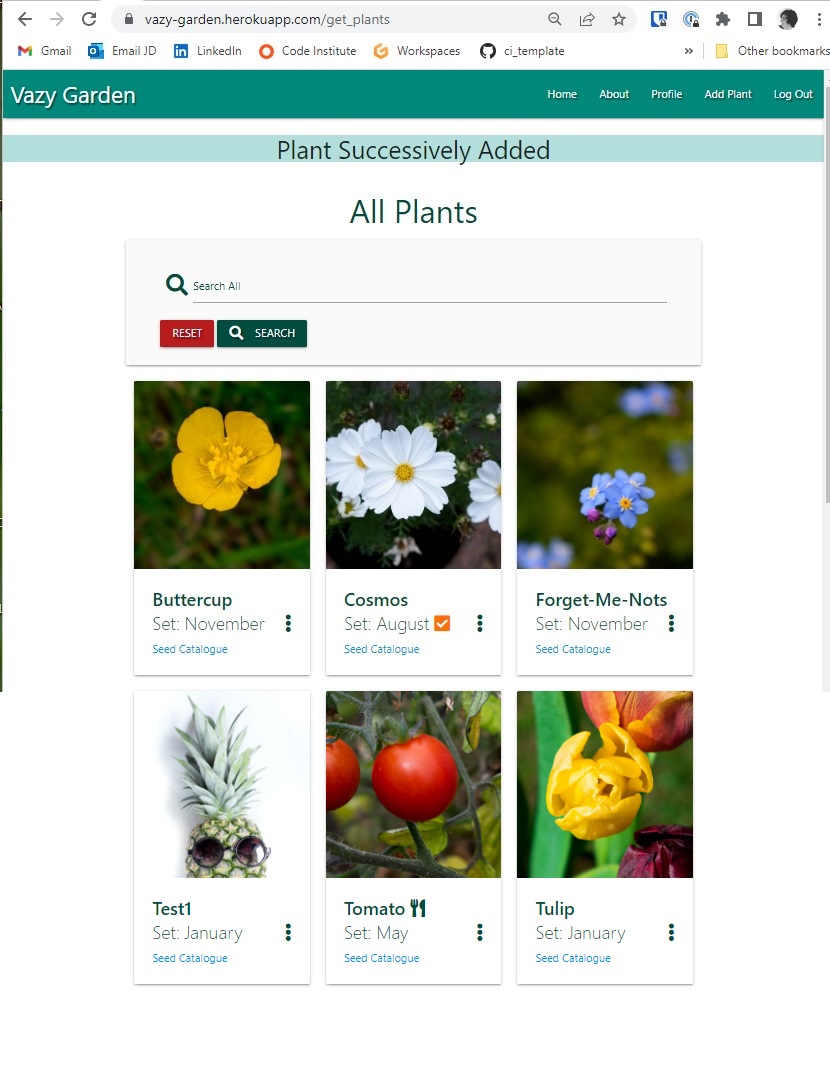 vazy-garden.herokuapp.com/get_plants
Gmail Email JD LinkedIn Code Institute Workspaces ci_template » Other bookmarks
Vazy Garden Home About Profile Add Plant Log Out
Plant Successively Added
All Plants
Search All
RESET SEARCH
Buttercup Cosmos Forget-Me-Nots
Set: November Set: August Set: November
Seed Catalogue Seed Catalogue Seed Catalogue
Test1 Tomato Tulip
Set: January Set: May Set: January
Seed Catalogue Seed Catalogue Seed Catalogue